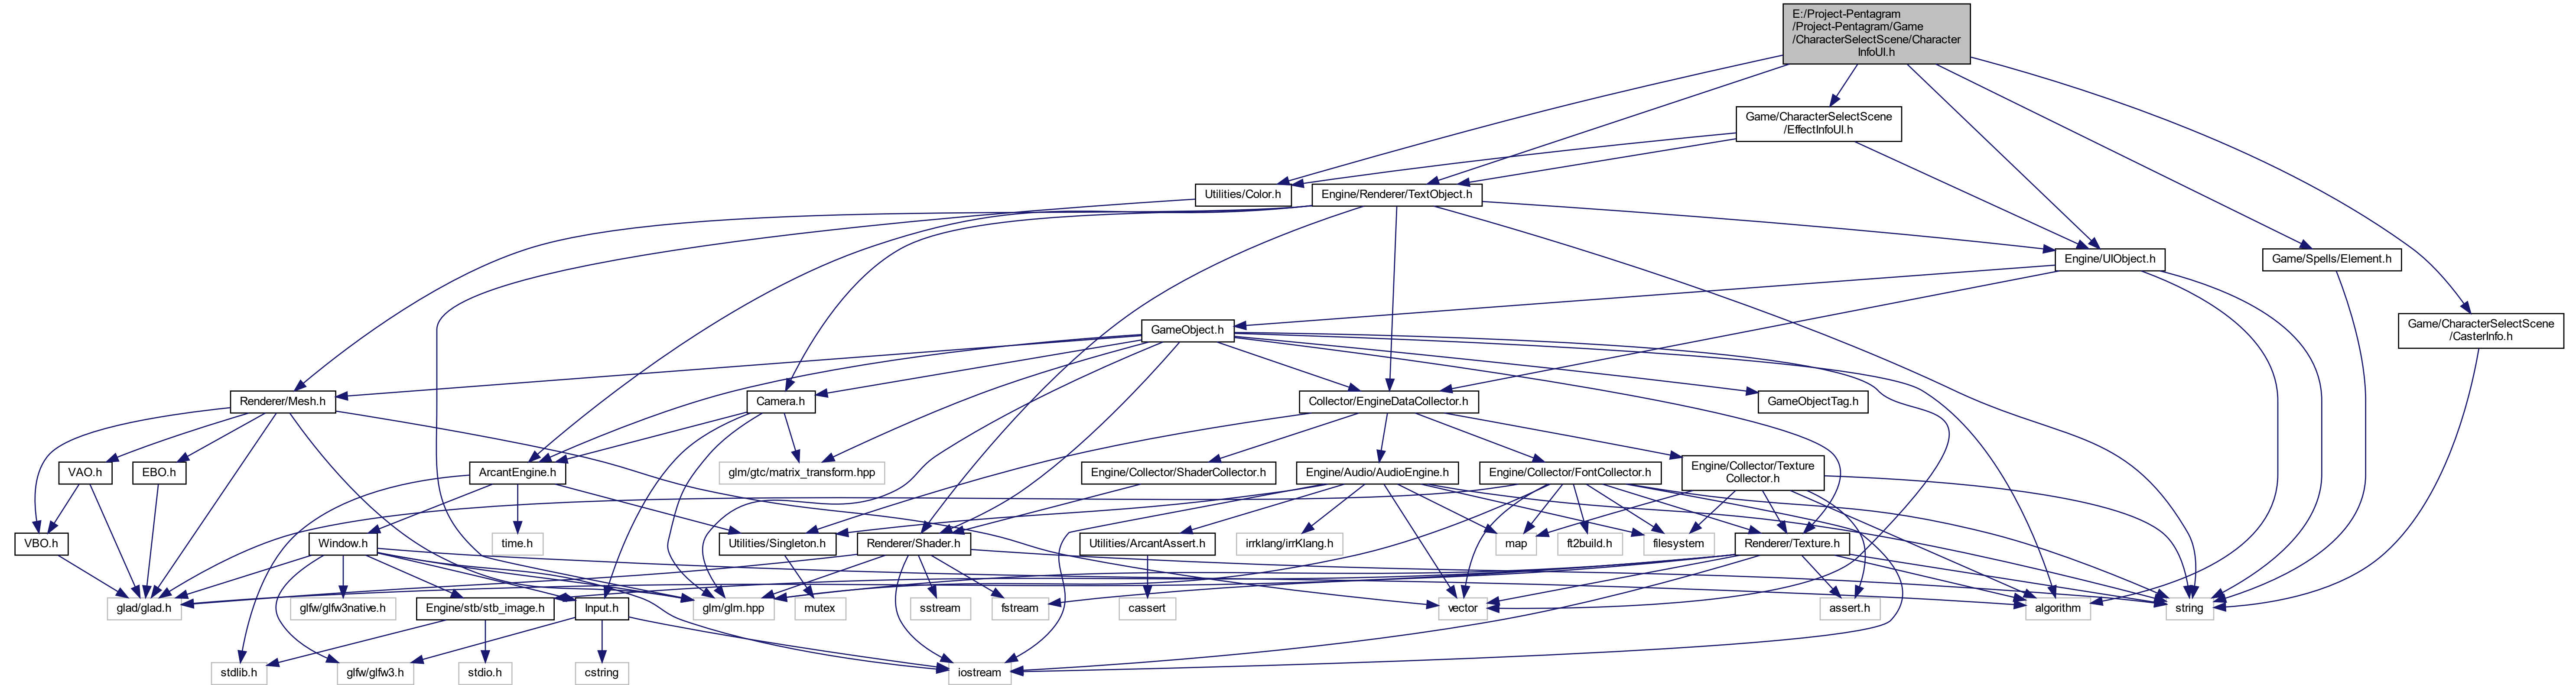 E:/Project-Pentagram
/Project-Pentagram/Game
/CharacterSelectScene/Character
InfoUI.h
Game/CharacterSelectScene
/EffectInfoUI.h
Utilities/Color.h
Engine/Renderer/TextObject.h
Engine/UIObject.h
Game/Spells/Element.h
GameObject.h
Game/CharacterSelectScene
/CasterInfo.h
Renderer/Mesh.h
Camera.h
Collector/EngineDataCollector.h
GameObjectTag.h
VAO.h
EBO.h
ArcantEngine.h
glm/gtc/matrix_transform.hpp
Engine/Collector/ShaderCollector.h
Engine/Audio/AudioEngine.h
Engine/Collector/FontCollector.h
Engine/Collector/Texture
Collector.h
VBO.h
Window.h
time.h
Utilities/Singleton.h
Renderer/Shader.h
Utilities/ArcantAssert.h
irrklang/irrKlang.h
map
ft2build.h
filesystem
Renderer/Texture.h
glad/glad.h
glfw/glfw3native.h
Engine/stb/stb_image.h
Input.h
glm/glm.hpp
mutex
sstream
fstream
cassert
vector
assert.h
algorithm
string
stdlib.h
glfw/glfw3.h
stdio.h
cstring
iostream